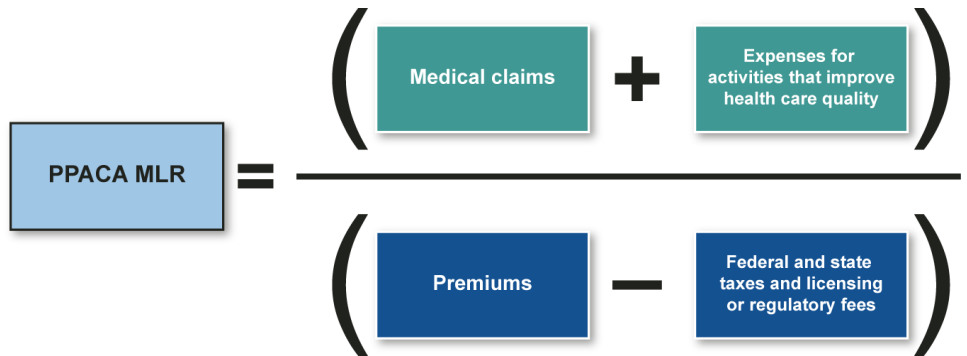 PPACA MLR
=
(
Medical claims
+
Expenses for
activities that improve
health care quality
)
(
Premiums
–
Federal and state
taxes and licensing
or regulatory fees
)